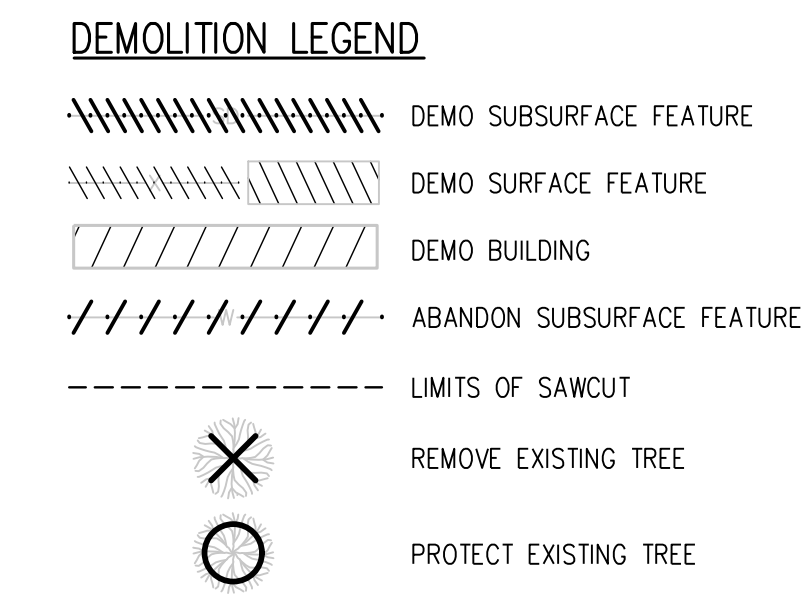 DEMOLITION LEGEND
DEMO SUBSURFACE FEATURE
DEMO SURFACE FEATURE
DEMO BUILDING
W ABANDON SUBSURFACE FEATURE
LIMITS OF SAWCUT
REMOVE EXISTING TREE
PROTECT EXISTING TREE